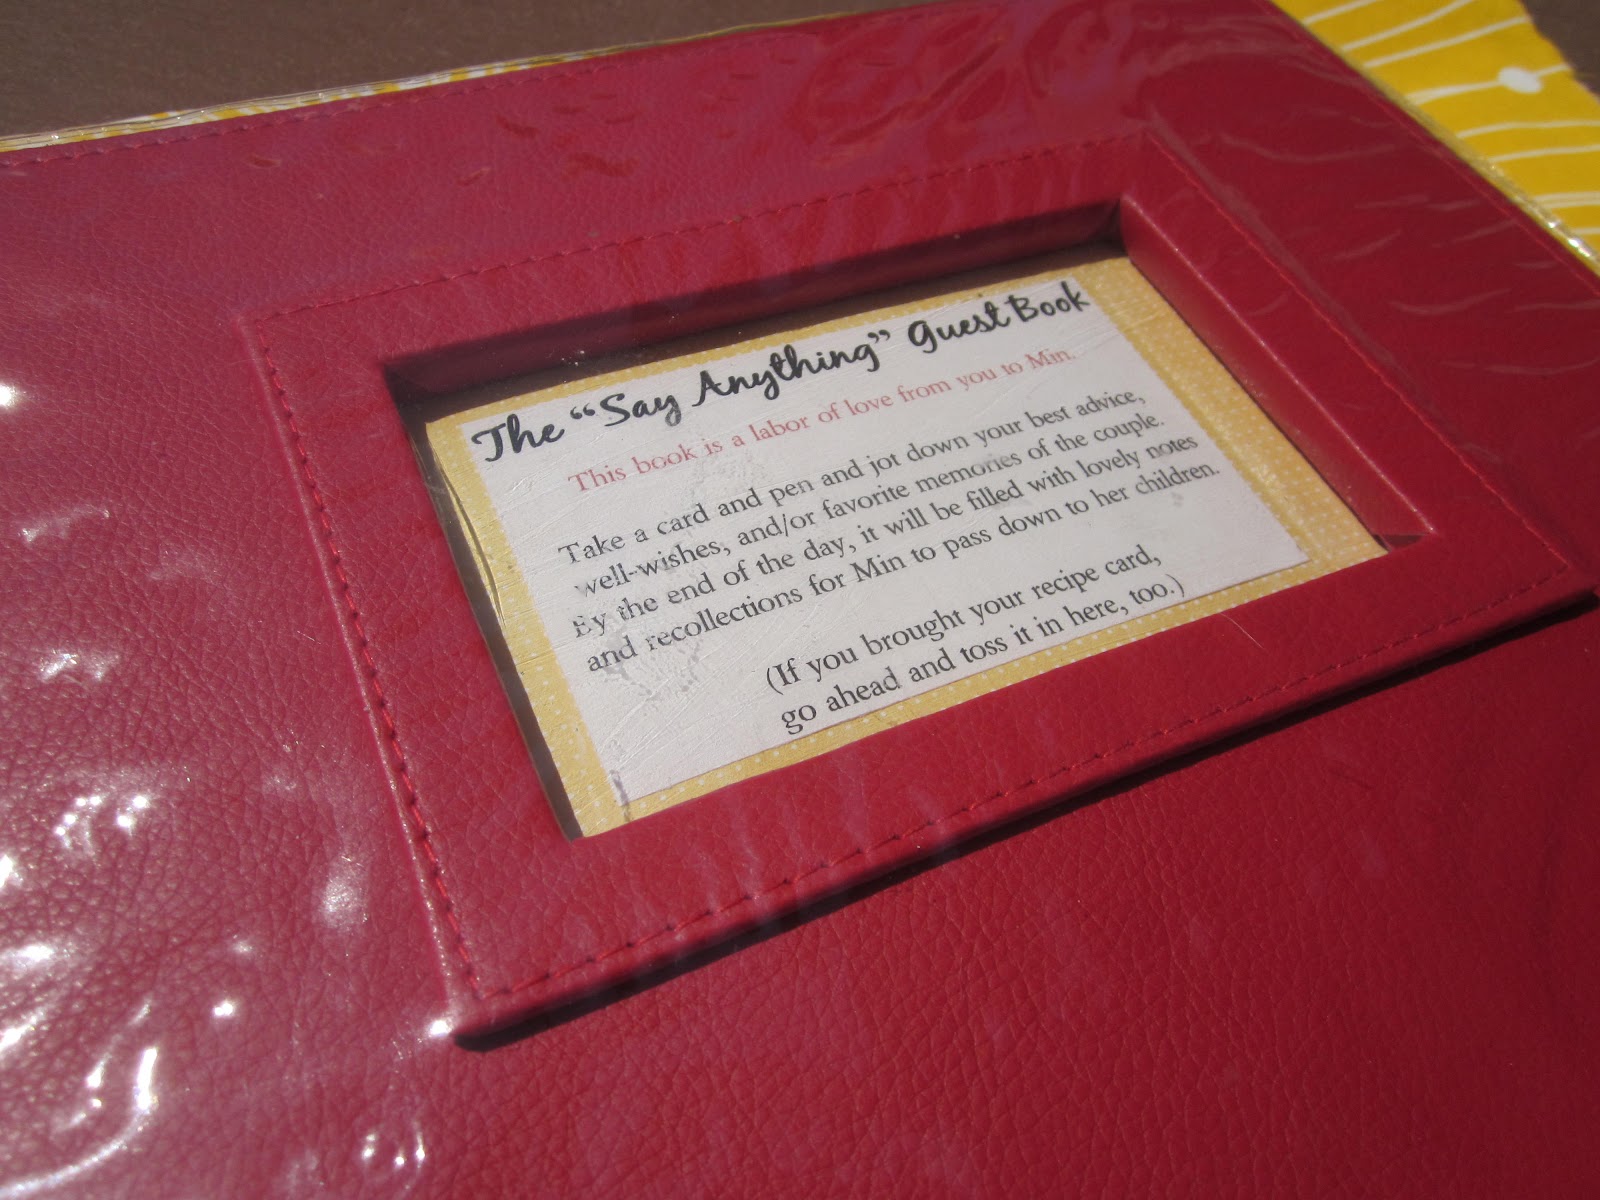 The “Say Anything” Guest Book
This book is a labor of love from you to Min.
Take a card and pen and jot down your best advice,
well-wishes, and/or favorite memories of the couple.
By the end of the day, it will be filled with lovely notes
and recollections for Min to pass down to her children.
(If you brought your recipe card,
go ahead and toss it in here, too.)